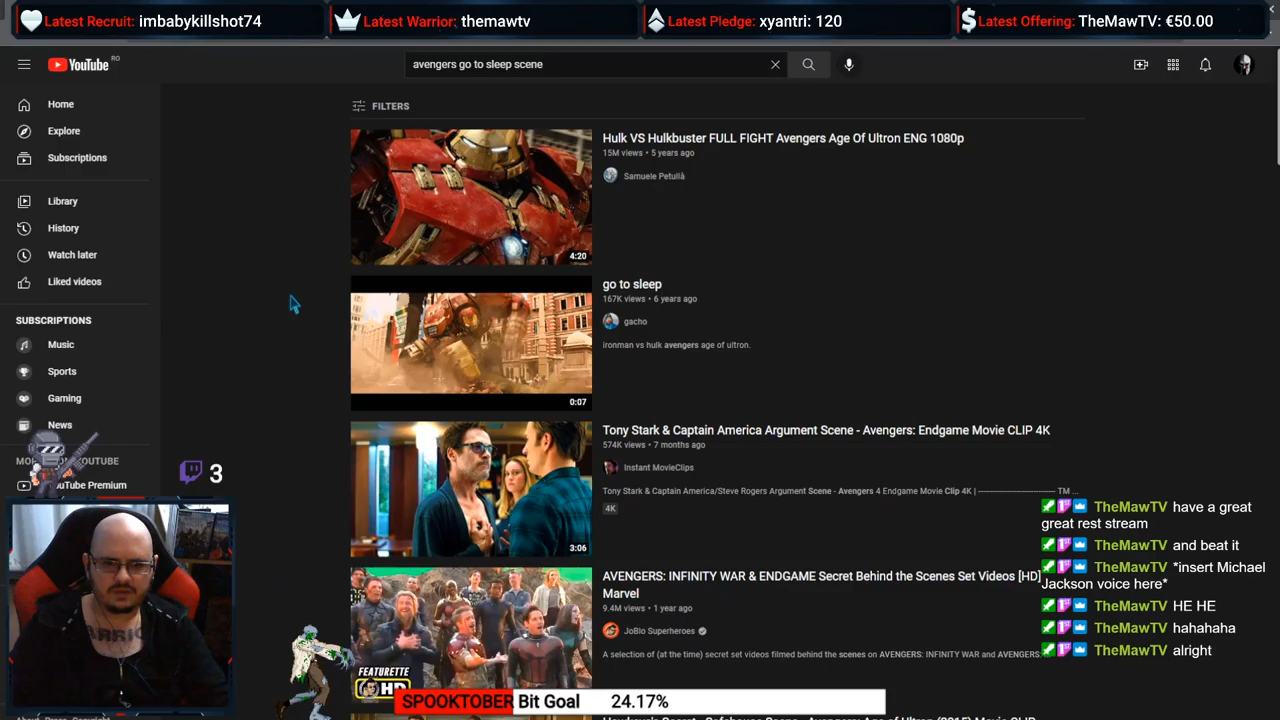 Latest Recruit: imbabykillshot74
Latest Warrior: themawtv
Latest Pledge: xyantri: 120
Latest Offering: TheMawTV: €50.00
YouTube RO
avengers go to sleep scene
Home
Explore
Subscriptions
Library
History
Watch later
Liked videos
SUBSCRIPTIONS
Music
Sports
Gaming
News
YouTube Premium
3
FILTERS
Hulk VS Hulkbuster FULL FIGHT Avengers Age Of Ultron ENG 1080p
15M views • 5 years ago
Samuele Petullà
4:20
go to sleep
167K views • 6 years ago
gacho
ironman vs hulk avengers age of ultron.
0:07
Tony Stark & Captain America Argument Scene - Avengers: Endgame Movie CLIP 4K
574K views • 7 months ago
Instant MovieClips
Tony Stark & Captain America/Steve Rogers Argument Scene - Avengers 4 Endgame Movie Clip 4K | ---------------------------- TM ...
4K
3:06
AVENGERS: INFINITY WAR & ENDGAME Secret Behind the Scenes Set Videos [HD]
Marvel
9.4M views • 1 year ago
JoBlo Superheroes
A selection of (at the time) secret set videos filmed behind the scenes on AVENGERS: INFINITY WAR and AVENGERS:
FEATURETTE
HD
TheMawTV have a great
great rest stream
TheMawTV and beat it
TheMawTV *insert Michael
Jackson voice here*
TheMawTV HE HE
TheMawTV hahahaha
TheMawTV alright
SPOOKTOBER Bit Goal 24.17%